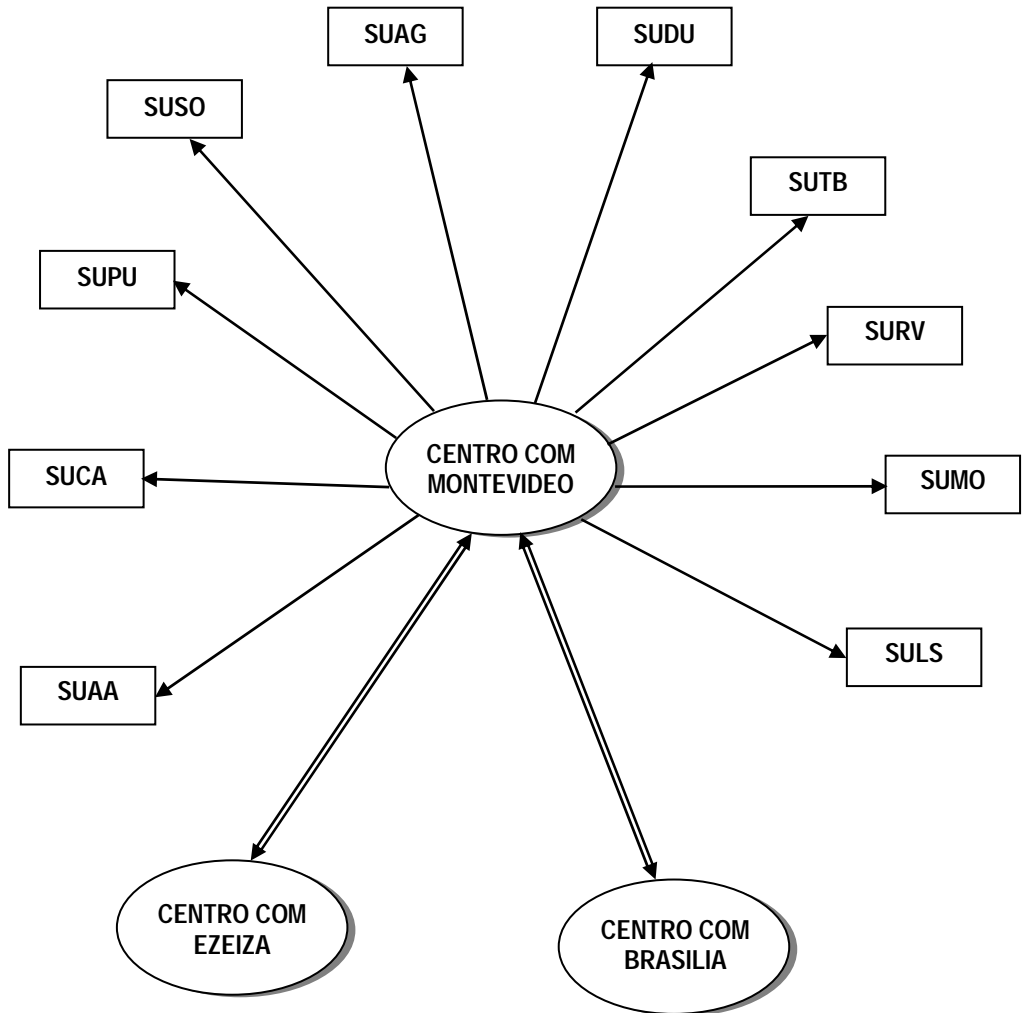 SUAG
SUDU
SUSO
SUTB
SUPU
SURV
CENTRO COM
MONTEVIDEO
SUCA
SUMO
SULS
SUAA
CENTRO COM
EZEIZA
CENTRO COM
BRASILIA